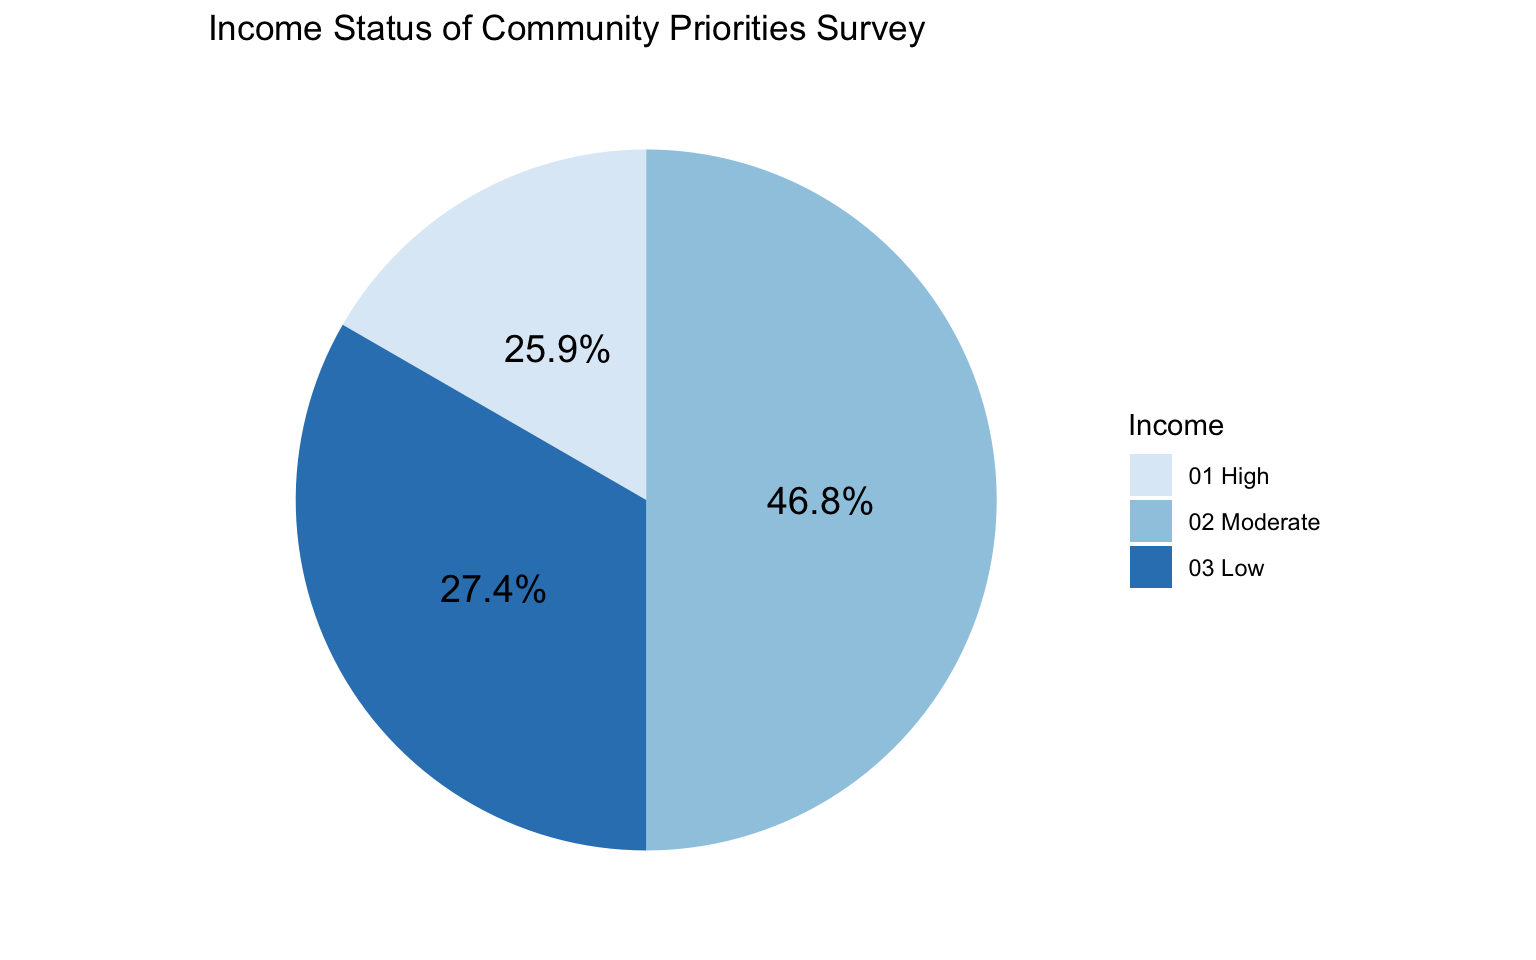 Income Status of Community Priorities Survey
25.9%
46.8%
27.4%
Income
01 High
02 Moderate
03 Low